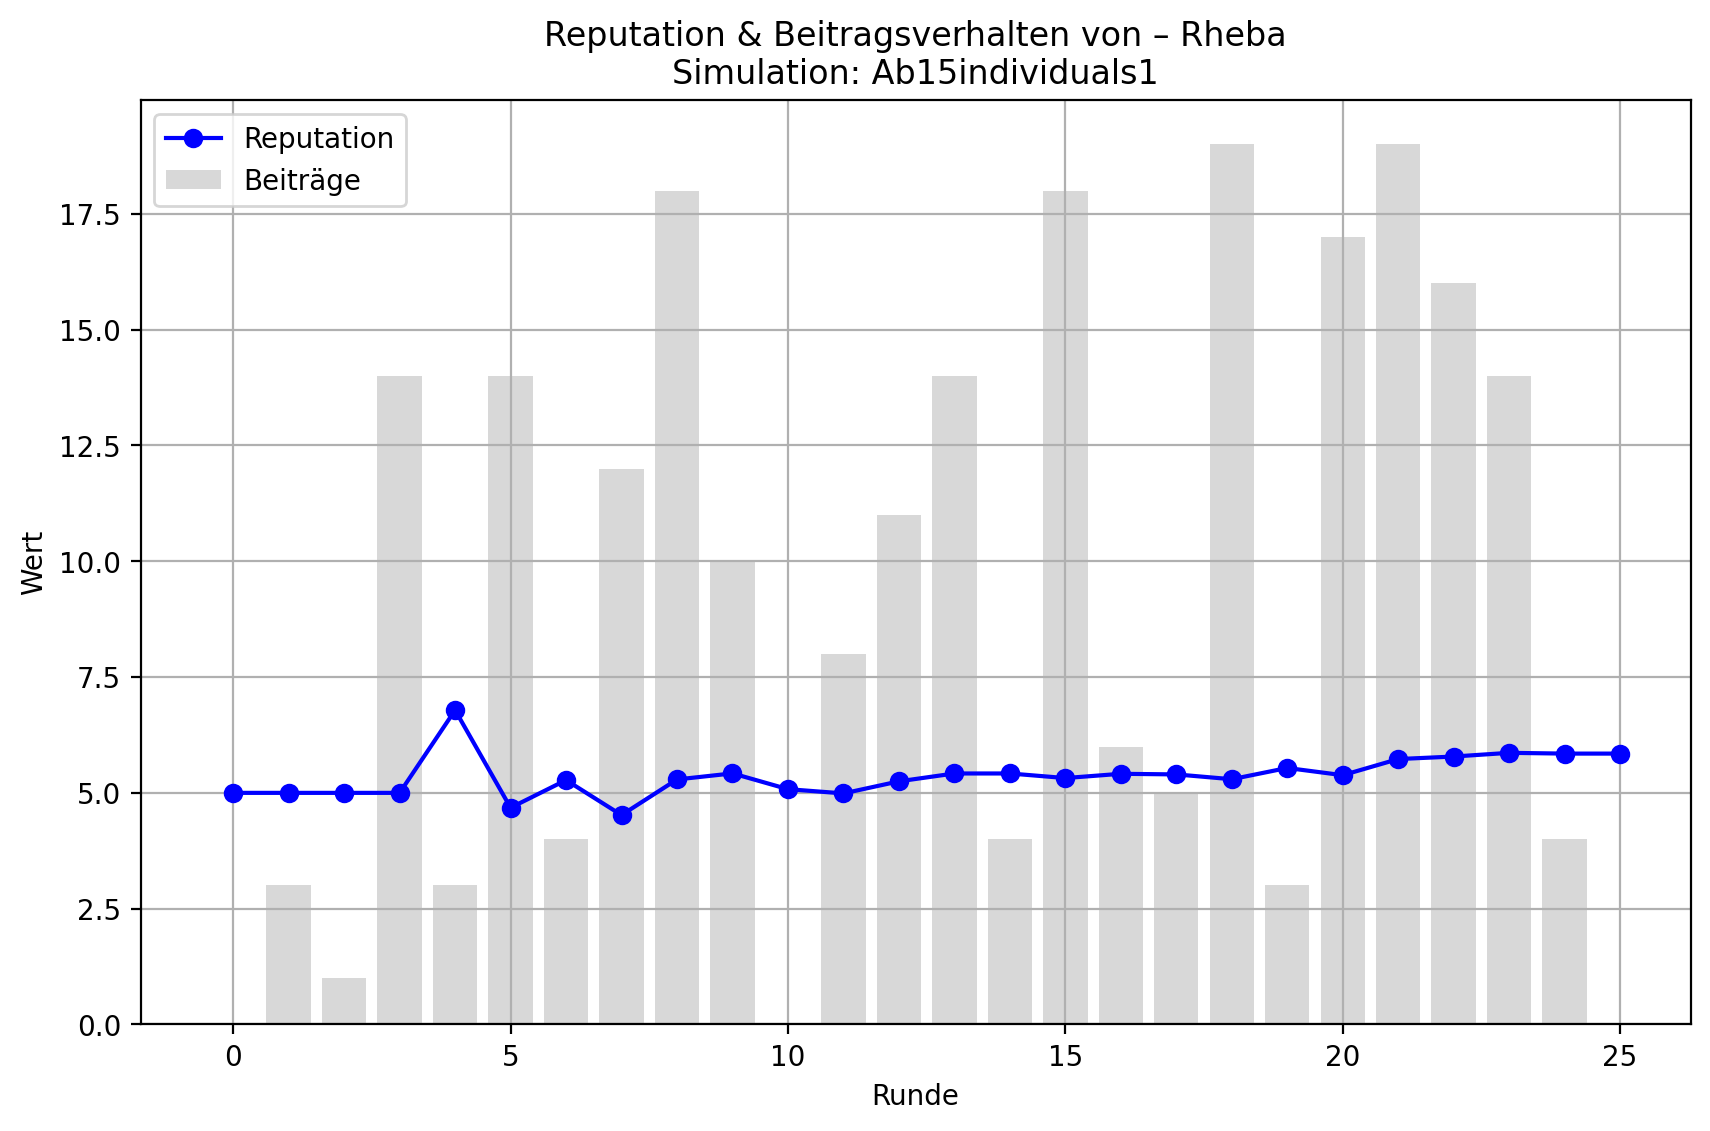 Reputation & Beitragsverhalten von – Rheba
Simulation: Ab15individuals1
Reputation
Beiträge
17.5
15.0
12.5
10.0
7.5
5.0
2.5
0.0
Wert
0 5 10 15 20 25
Runde